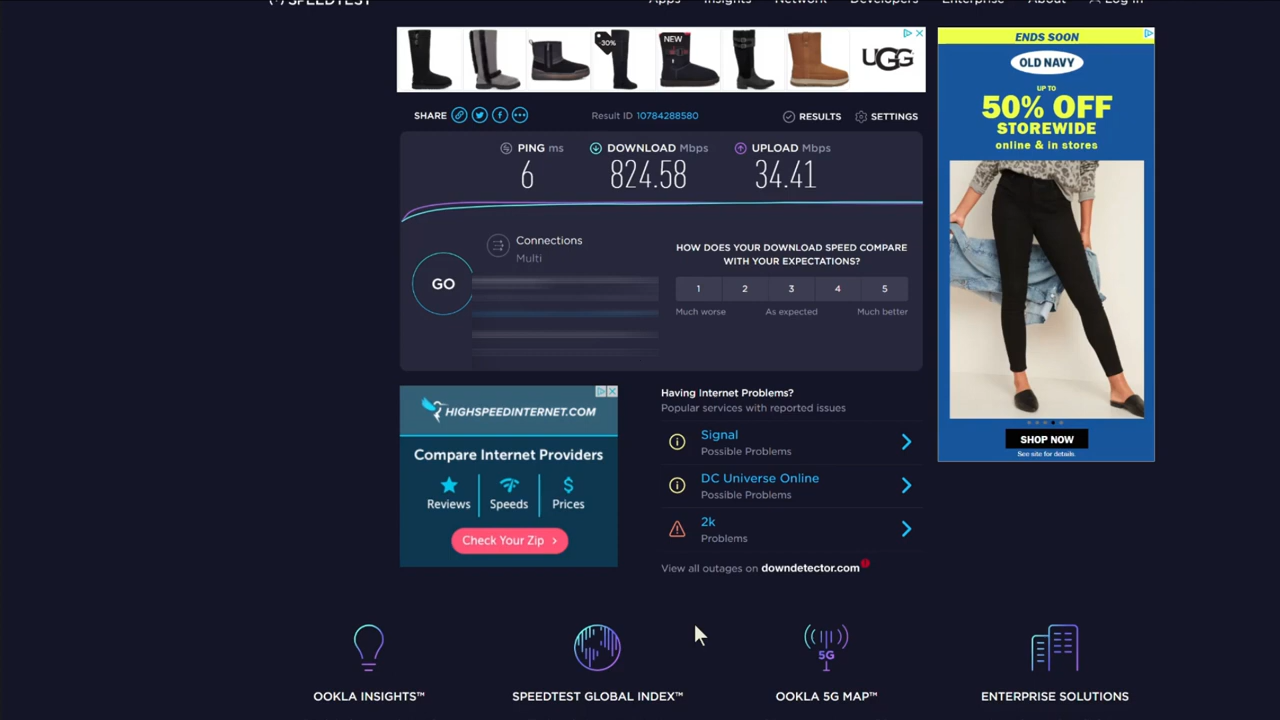 SPEEDTEST
Apps Insights Network Developers Enterprise About Log In
-30%
NEW
UGG
SHARE
Result ID 10784288580
RESULTS
SETTINGS
PING ms
6
DOWNLOAD Mbps
824.58
UPLOAD Mbps
34.41
GO
Connections
Multi
HOW DOES YOUR DOWNLOAD SPEED COMPARE
WITH YOUR EXPECTATIONS?
1 2 3 4 5
Much worse As expected Much better
HIGHSPEEDINTERNET.COM
Compare Internet Providers
Reviews Speeds $ Prices
Check Your Zip >
Having Internet Problems?
Popular services with reported issues
Signal
Possible Problems
DC Universe Online
Possible Problems
2k
Problems
View all outages on downdetector.com
ENDS SOON
OLD NAVY
UP TO
50% OFF
STOREWIDE
online & in stores
SHOP NOW
See site for details
5G
OOKLA INSIGHTS™
SPEEDTEST GLOBAL INDEX™
OOKLA 5G MAP™
ENTERPRISE SOLUTIONS